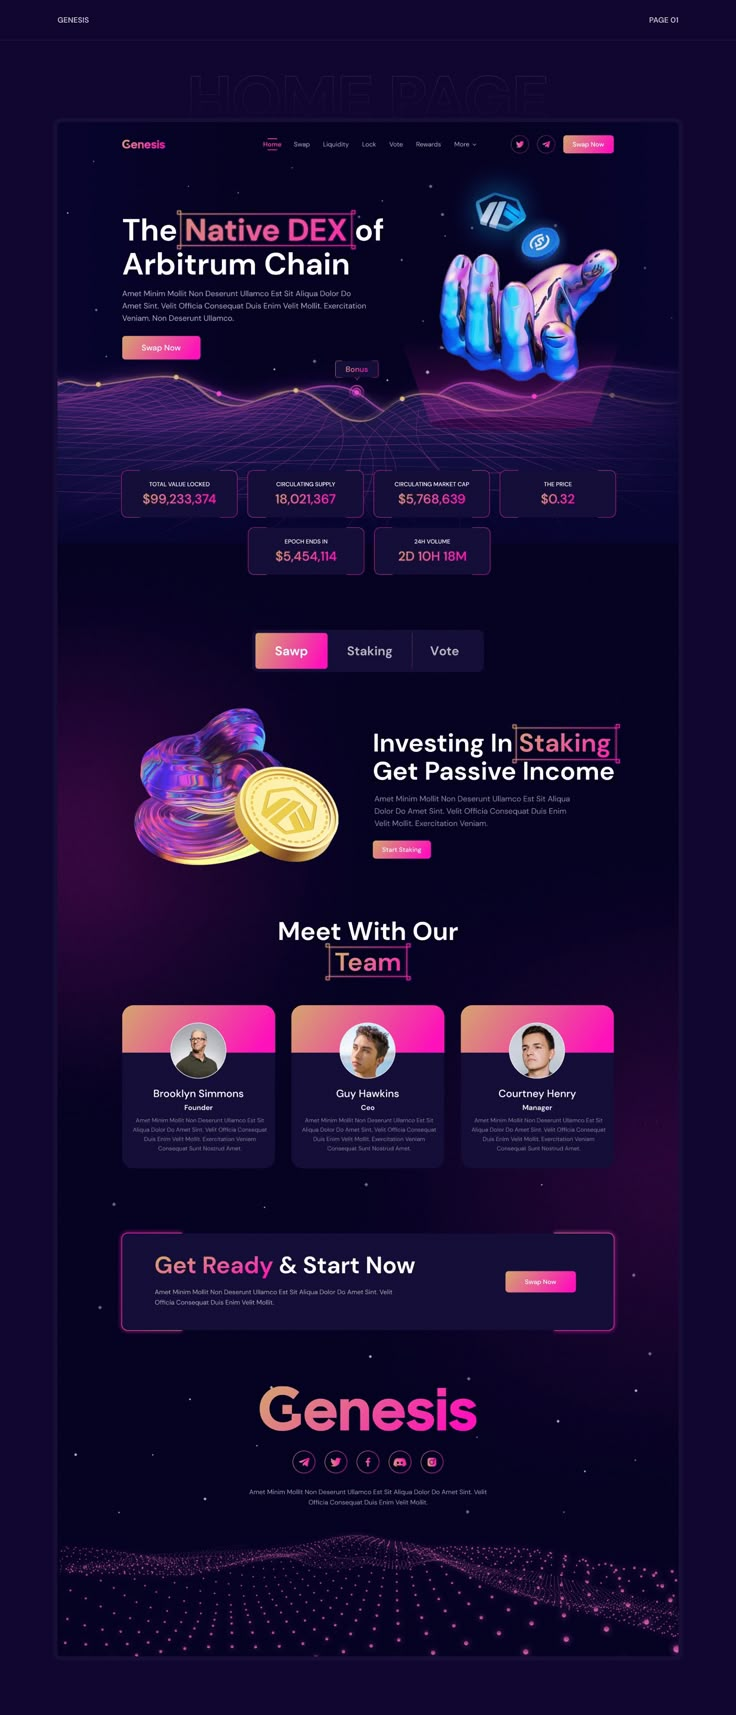 GENESIS
PAGE 01
HOME PAGE
Genesis
Home
Swap
Liquidity
Lock
Vote
Rewards
More
Swap Now
The Native DEX of
Arbitrum Chain
Amet Minim Mollit Non Deserunt Ullamco Est Sit Aliqua Dolor Do
Amet Sint. Velit Officia Consequat Duis Enim Velit Mollit. Exercitation
Veniam. Non Deserunt Ullamco.
Swap Now
Bonus
TOTAL VALUE LOCKED
$99,233,374
CIRCULATING SUPPLY
18,021,367
CIRCULATING MARKET CAP
$5,768,639
THE PRICE
$0.32
EPOCH ENDS IN
$5,454,114
24H VOLUME
2D 10H 18M
Sawp
Staking
Vote
Investing In Staking
Get Passive Income
Amet Minim Mollit Non Deserunt Ullamco Est Sit Aliqua
Dolor Do Amet Sint. Velit Officia Consequat Duis Enim
Velit Mollit. Exercitation Veniam.
Start Staking
Meet With Our
Team
Brooklyn Simmons
Founder
Amet Minim Mollit Non Deserunt Ullamco Est Sit
Aliqua Dolor Do Amet Sint. Velit Officia Consequat
Duis Enim Velit Mollit. Exercitation Veniam
Consequat Sunt Nostrud Amet.
Guy Hawkins
Ceo
Amet Minim Mollit Non Deserunt Ullamco Est Sit
Aliqua Dolor Do Amet Sint. Velit Officia Consequat
Duis Enim Velit Mollit. Exercitation Veniam
Consequat Sunt Nostrud Amet.
Courtney Henry
Manager
Amet Minim Mollit Non Deserunt Ullamco Est Sit
Aliqua Dolor Do Amet Sint. Velit Officia Consequat
Duis Enim Velit Mollit. Exercitation Veniam
Consequat Sunt Nostrud Amet.
Get Ready & Start Now
Amet Minim Mollit Non Deserunt Ullamco Est Sit Aliqua Dolor Do Amet Sint. Velit
Officia Consequat Duis Enim Velit Mollit.
Swap Now
Genesis
Amet Minim Mollit Non Deserunt Ullamco Est Sit Aliqua Dolor Do Amet Sint. Velit
Officia Consequat Duis Enim Velit Mollit.